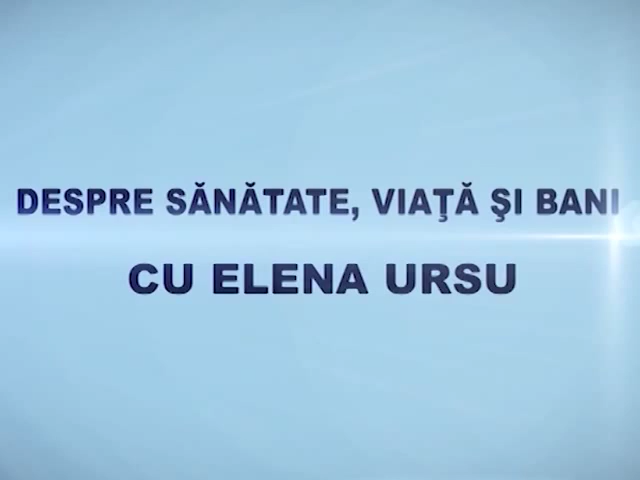 DESPRE SĂNĂTATE, VIAŢĂ ŞI BANI
CU ELENA URSU